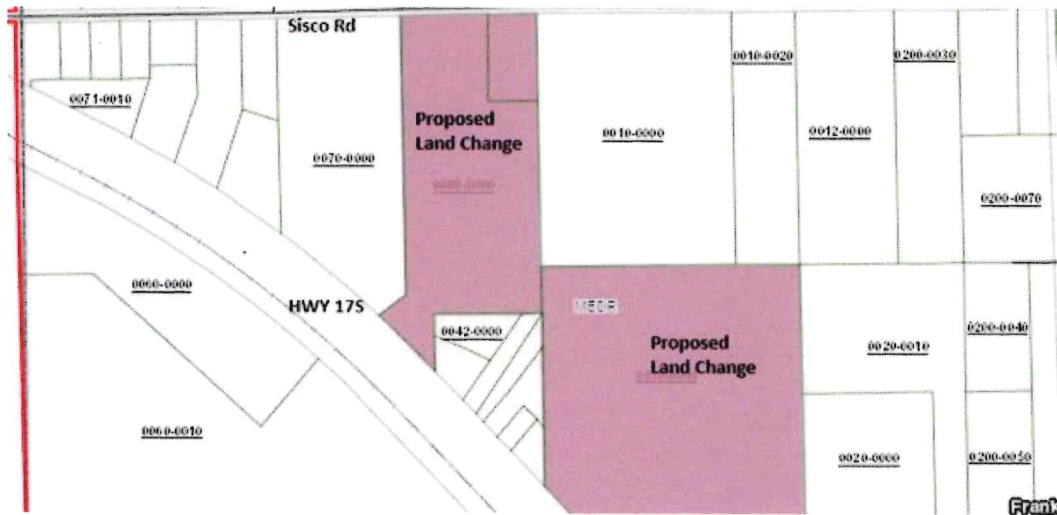 Sisco Rd
0010-0020
0200-0030
0071-0010
Proposed
Land Change
0010-0000
0012-0000
0070-0000
0200-0070
0060-0000
HWY 17S
0042-0000
Proposed
Land Change
0200-0040
0020-0010
0060-0010
0020-0000
0200-0050
Frank